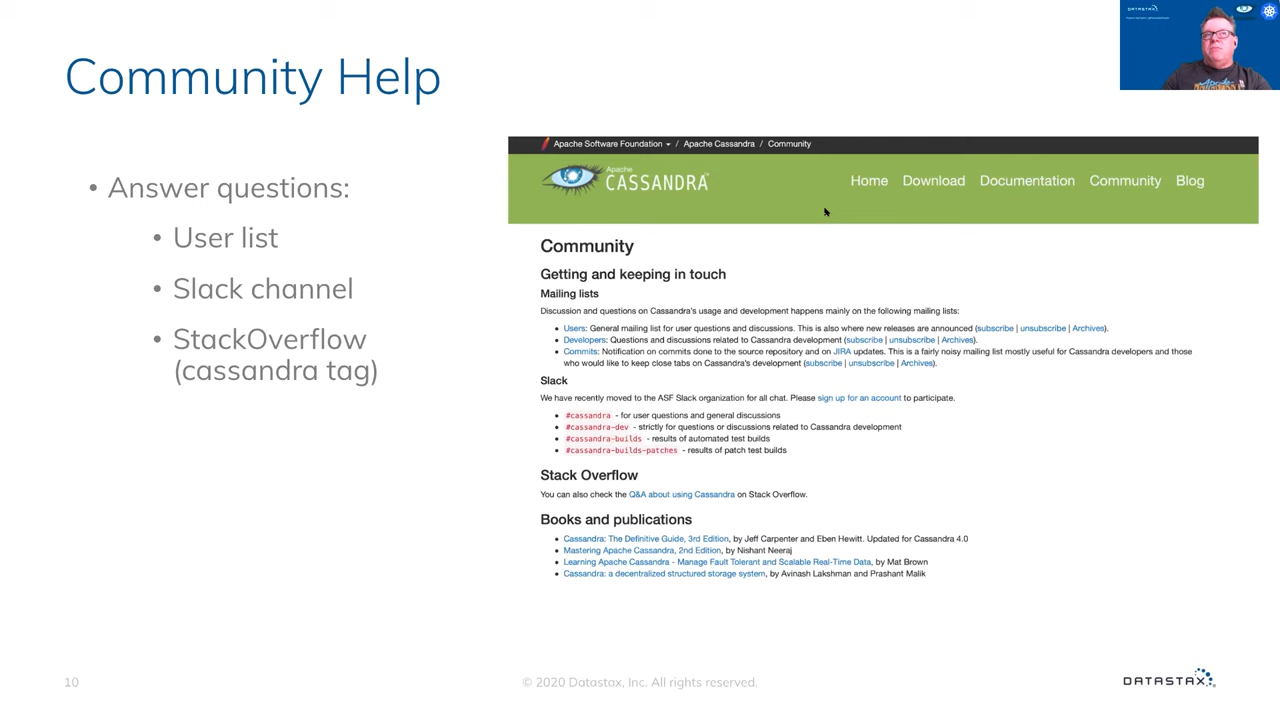 DATASTAX
Community Help
• Answer questions:
• User list
• Slack channel
• StackOverflow
(cassandra tag)
Apache Software Foundation / Apache Cassandra / Community
Apache
CASSANDRA
Home Download Documentation Community Blog
Community
Getting and keeping in touch
Mailing lists
Discussion and questions on Cassandra's usage and development happens mainly on the following mailing lists:
• Users: General mailing list for user questions and discussions. This is also where new releases are announced (subscribe | unsubscribe | Archives).
• Developers: Questions and discussions related to Cassandra development (subscribe | unsubscribe | Archives).
• Commits: Notification on commits done to the source repository and on JIRA updates. This is a fairly noisy mailing list mostly useful for Cassandra developers and those
who would like to keep close tabs on Cassandra's development (subscribe | unsubscribe | Archives).
Slack
We have recently moved to the ASF Slack organization for all chat. Please sign up for an account to participate.
• #cassandra - for user questions and general discussions
• #cassandra-dev - strictly for questions or discussions related to Cassandra development
• #cassandra-builds - results of automated test builds
• #cassandra-builds-patches - results of patch test builds
Stack Overflow
You can also check the Q&A about using Cassandra on Stack Overflow.
Books and publications
• Cassandra: The Definitive Guide, 3rd Edition, by Jeff Carpenter and Eben Hewitt. Updated for Cassandra 4.0
• Mastering Apache Cassandra, 2nd Edition, by Nishant Neeraj
• Learning Apache Cassandra - Manage Fault Tolerant and Scalable Real-Time Data, by Mat Brown
• Cassandra: a decentralized structured storage system, by Avinash Lakshman and Prashant Malik
10
© 2020 Datastax, Inc. All rights reserved.
DATASTAX